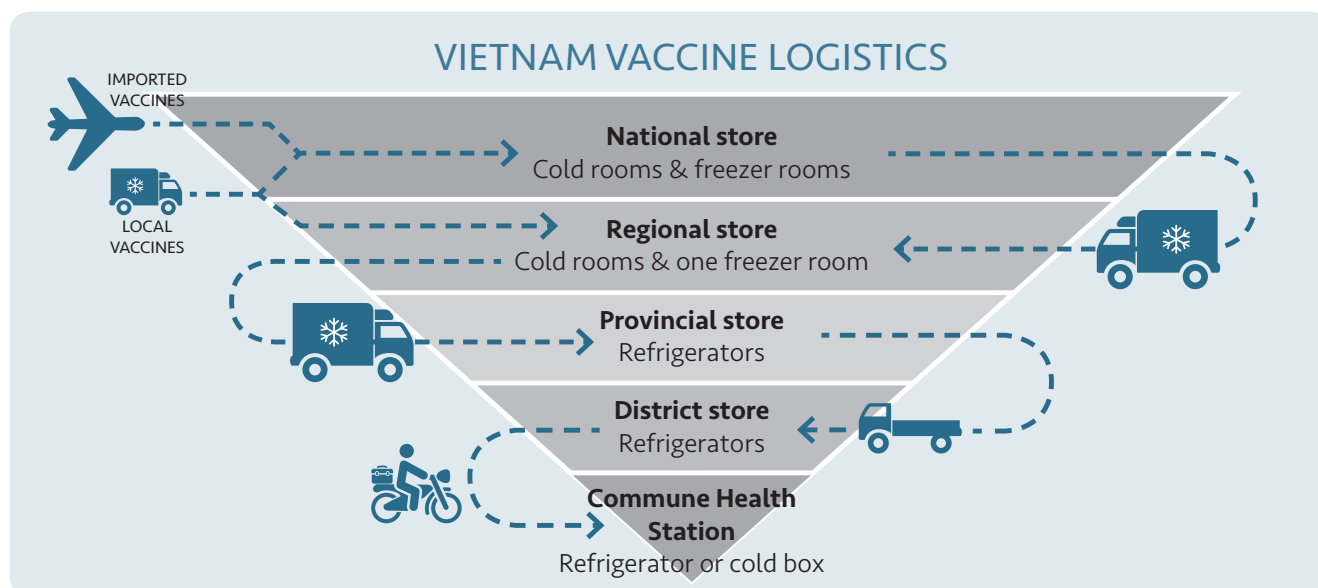 VIETNAM VACCINE LOGISTICS
IMPORTED
VACCINES
National store
Cold rooms & freezer rooms
LOCAL
VACCINES
Regional store
Cold rooms & one freezer room
Provincial store
Refrigerators
District store
Refrigerators
Commune Health
Station
Refrigerator or cold box